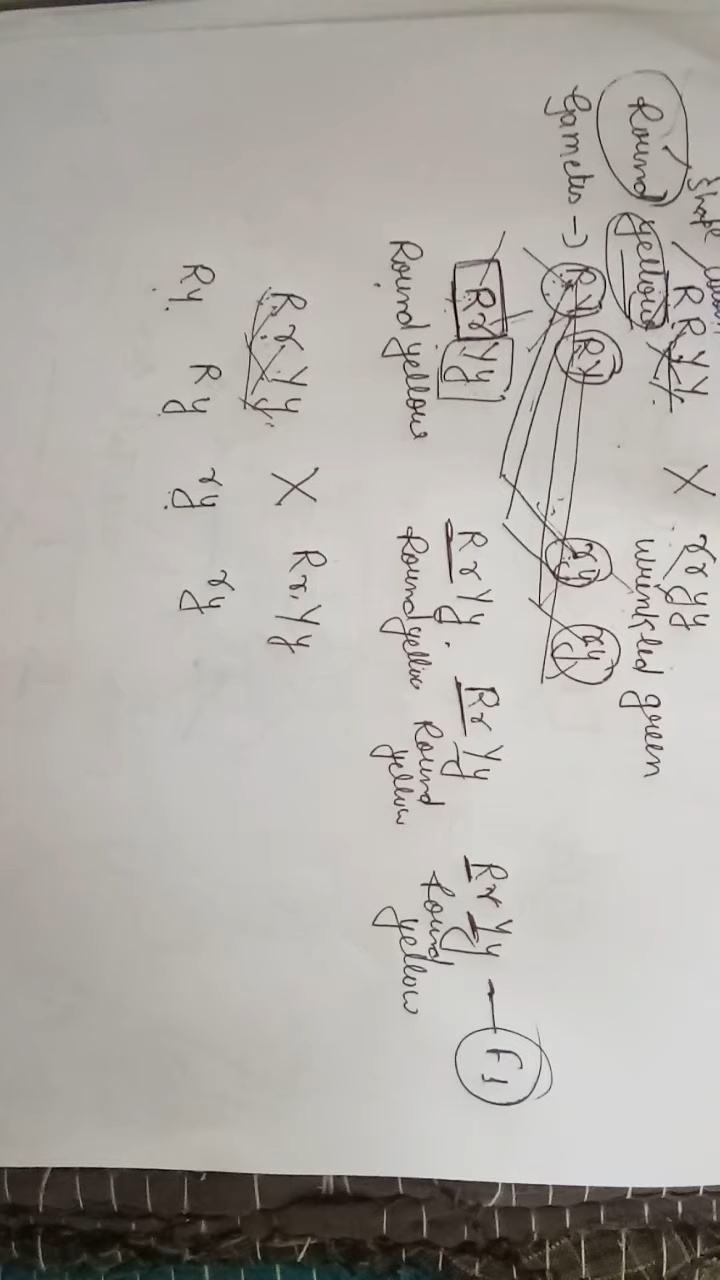 Shape
RRYY X rryy
Round yellow wrinkled green
Gametes -> RY RY ry ry
RrYy RrYy RrYy RrYy - F1
Round yellow Round yellow Round yellow Round yellow
RrYy X RrYy
RY Ry rY ry